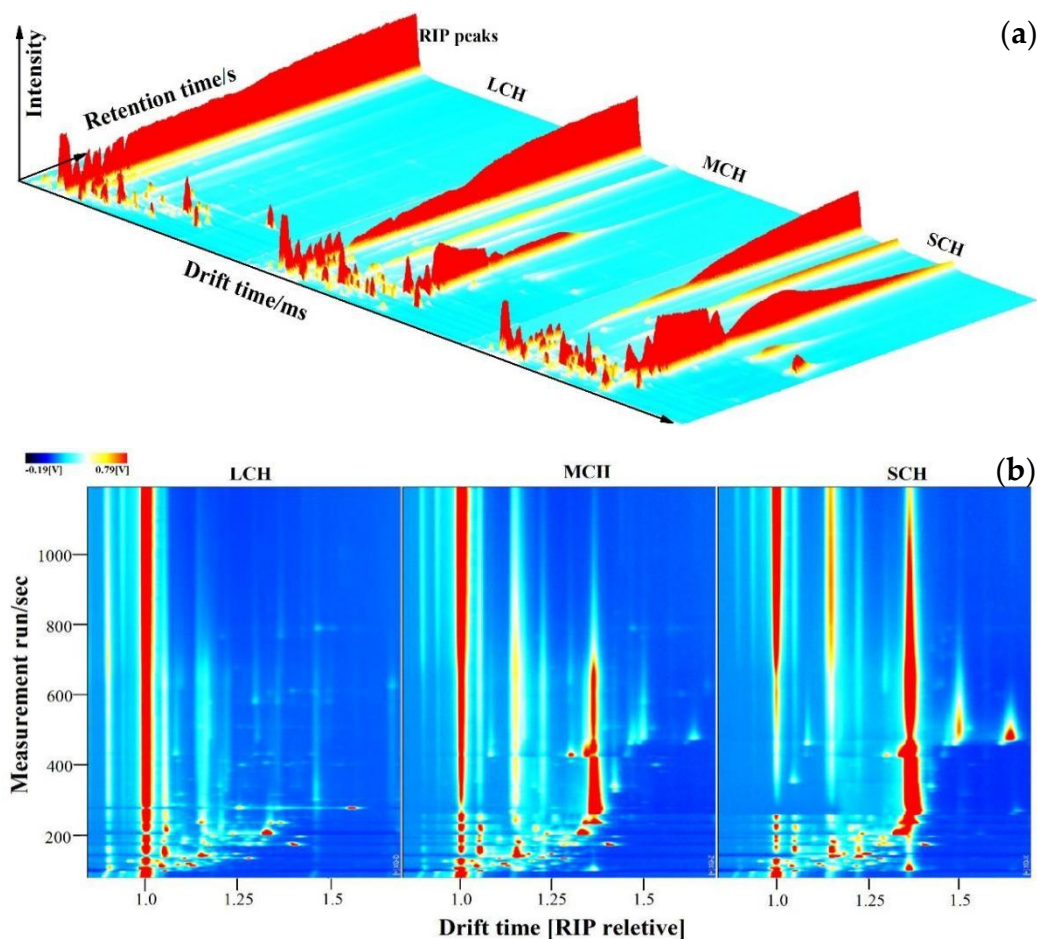 (a)
Intensity
Retention time/s
RIP peaks
LCH
MCH
SCH
Drift time/ms
-0.19[V] 0.79[V]
LCH
MCII
SCH
(b)
Measurement run/sec
1000
800
600
400
200
1.0 1.25 1.5 1.0 1.25 1.5 1.0 1.25 1.5
Drift time [RIP reletive]